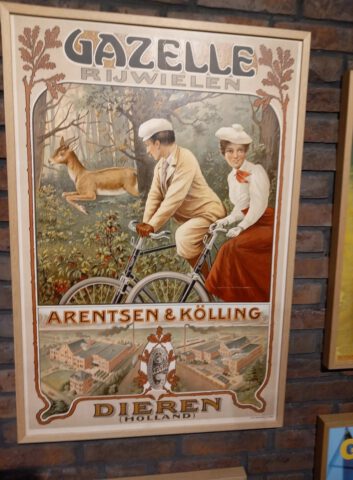 GAZELLE
RIJWIELEN
ARENTSEN & KÖLLING
DIEREN
(HOLLAND)